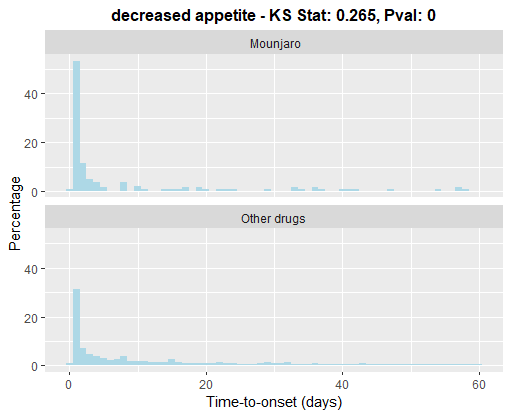 decreased appetite - KS Stat: 0.265, Pval: 0
Mounjaro
40
20
0
Percentage
Other drugs
40
20
0
0 20 40 60
Time-to-onset (days)